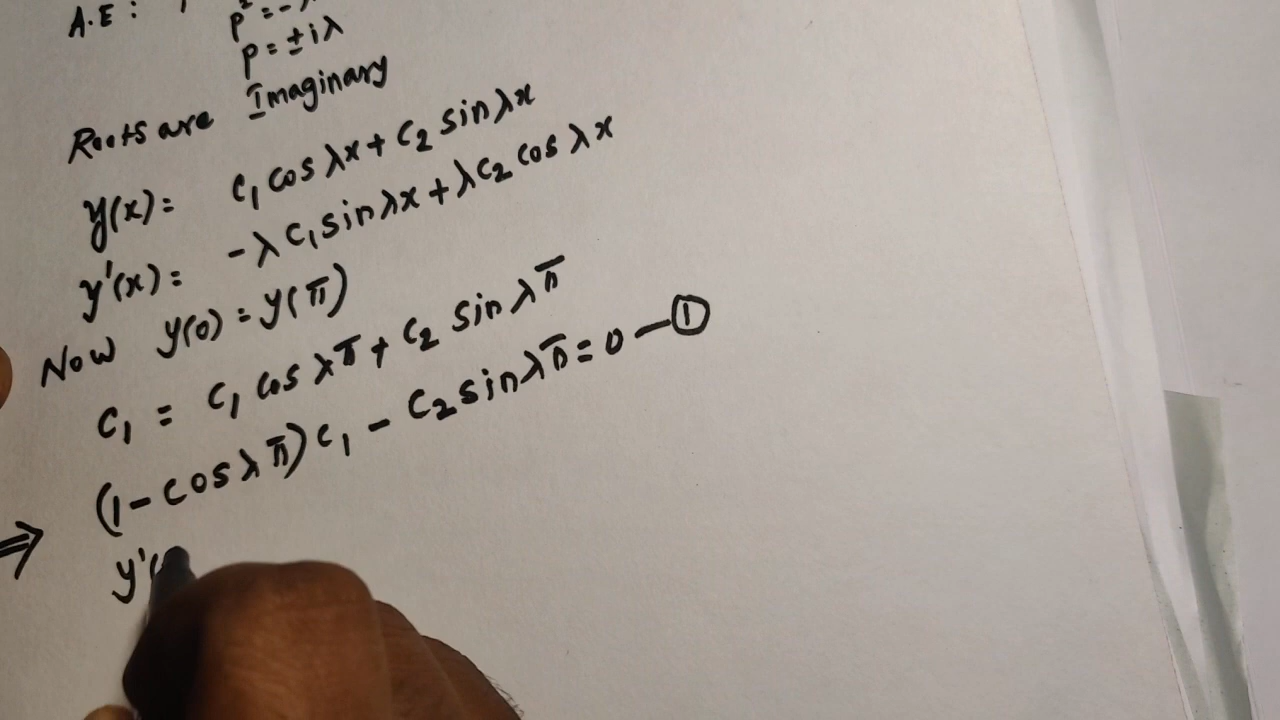 A.E :
p² = -
p = ±iλ
Roots are Imaginary
y(x) = c₁ cos λx + c₂ sin λx
y'(x) = -λ c₁ sin λx + λ c₂ cos λx
Now y(0) = y(π)
c₁ = c₁ cos λπ + c₂ sin λπ
⇒ (1 - cos λπ) c₁ - c₂ sin λπ = 0 — ①
y'(